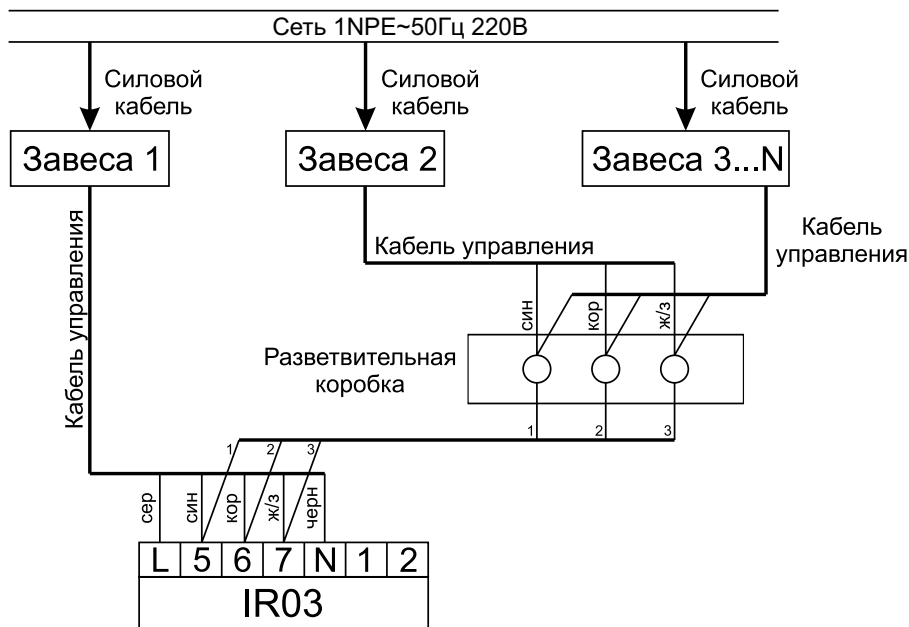 Сеть 1NPE~50Гц 220В
Силовой
кабель
Силовой
кабель
Силовой
кабель
Завеса 1
Завеса 2
Завеса 3...N
Кабель управления
Кабель управления
Кабель
управления
син
кор
ж/з
Разветвительная
коробка
1
2
3
1
2
3
сер
син
кор
ж/з
черн
L 5 6 7 N 1 2
IR03